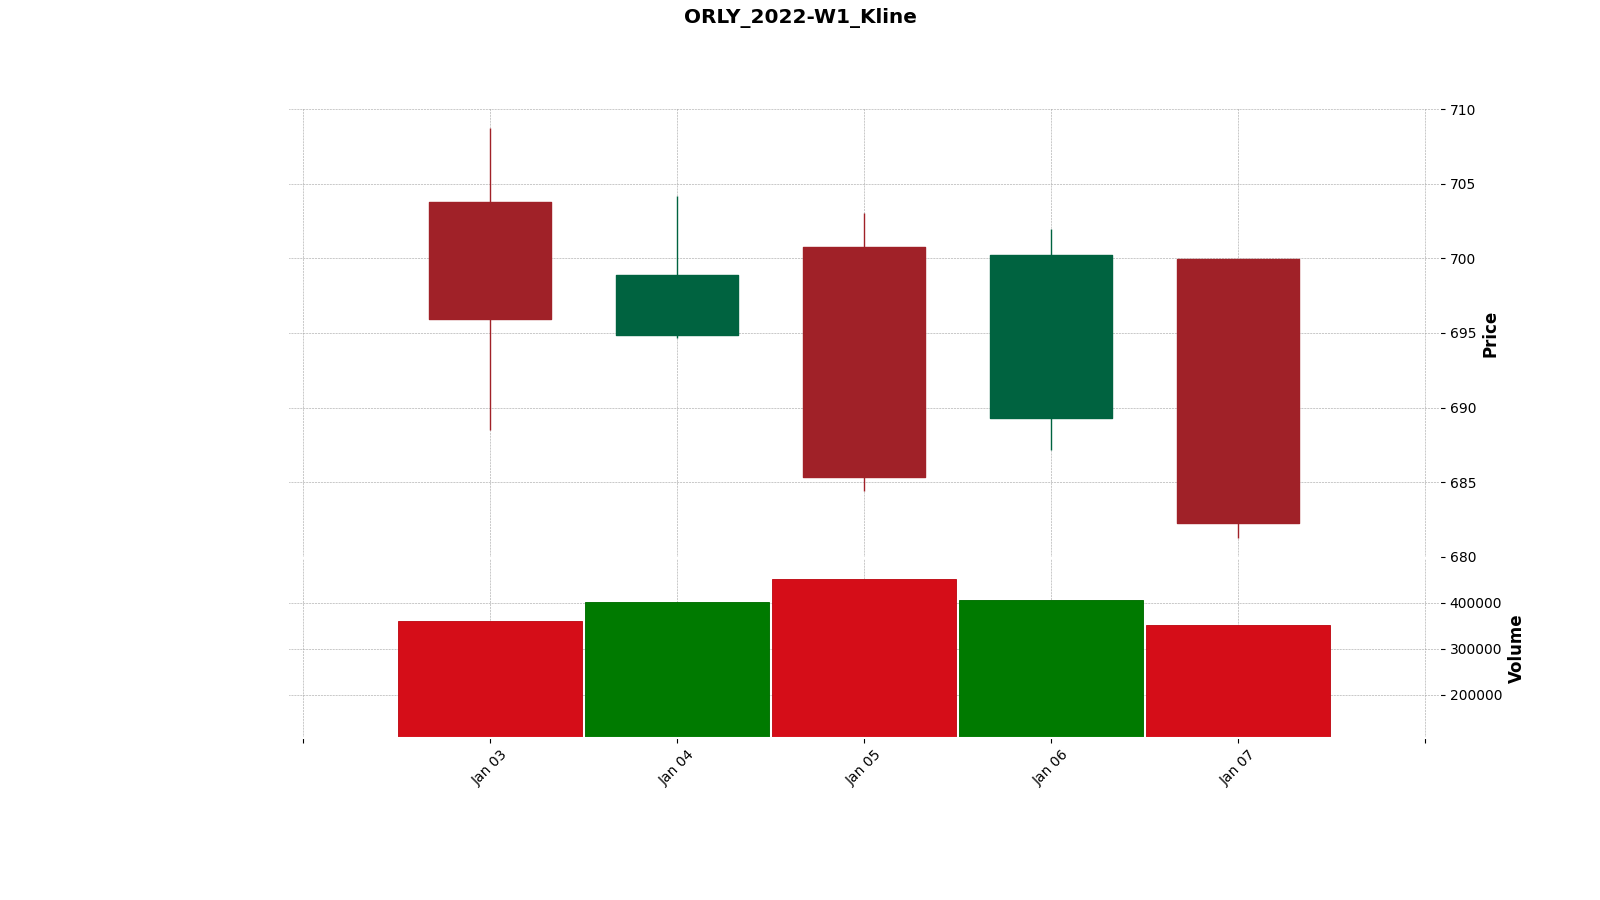 ORLY_2022-W1_Kline
710
705
700
695
690
685
680
Price
400000
300000
200000
Volume
Jan 03
Jan 04
Jan 05
Jan 06
Jan 07